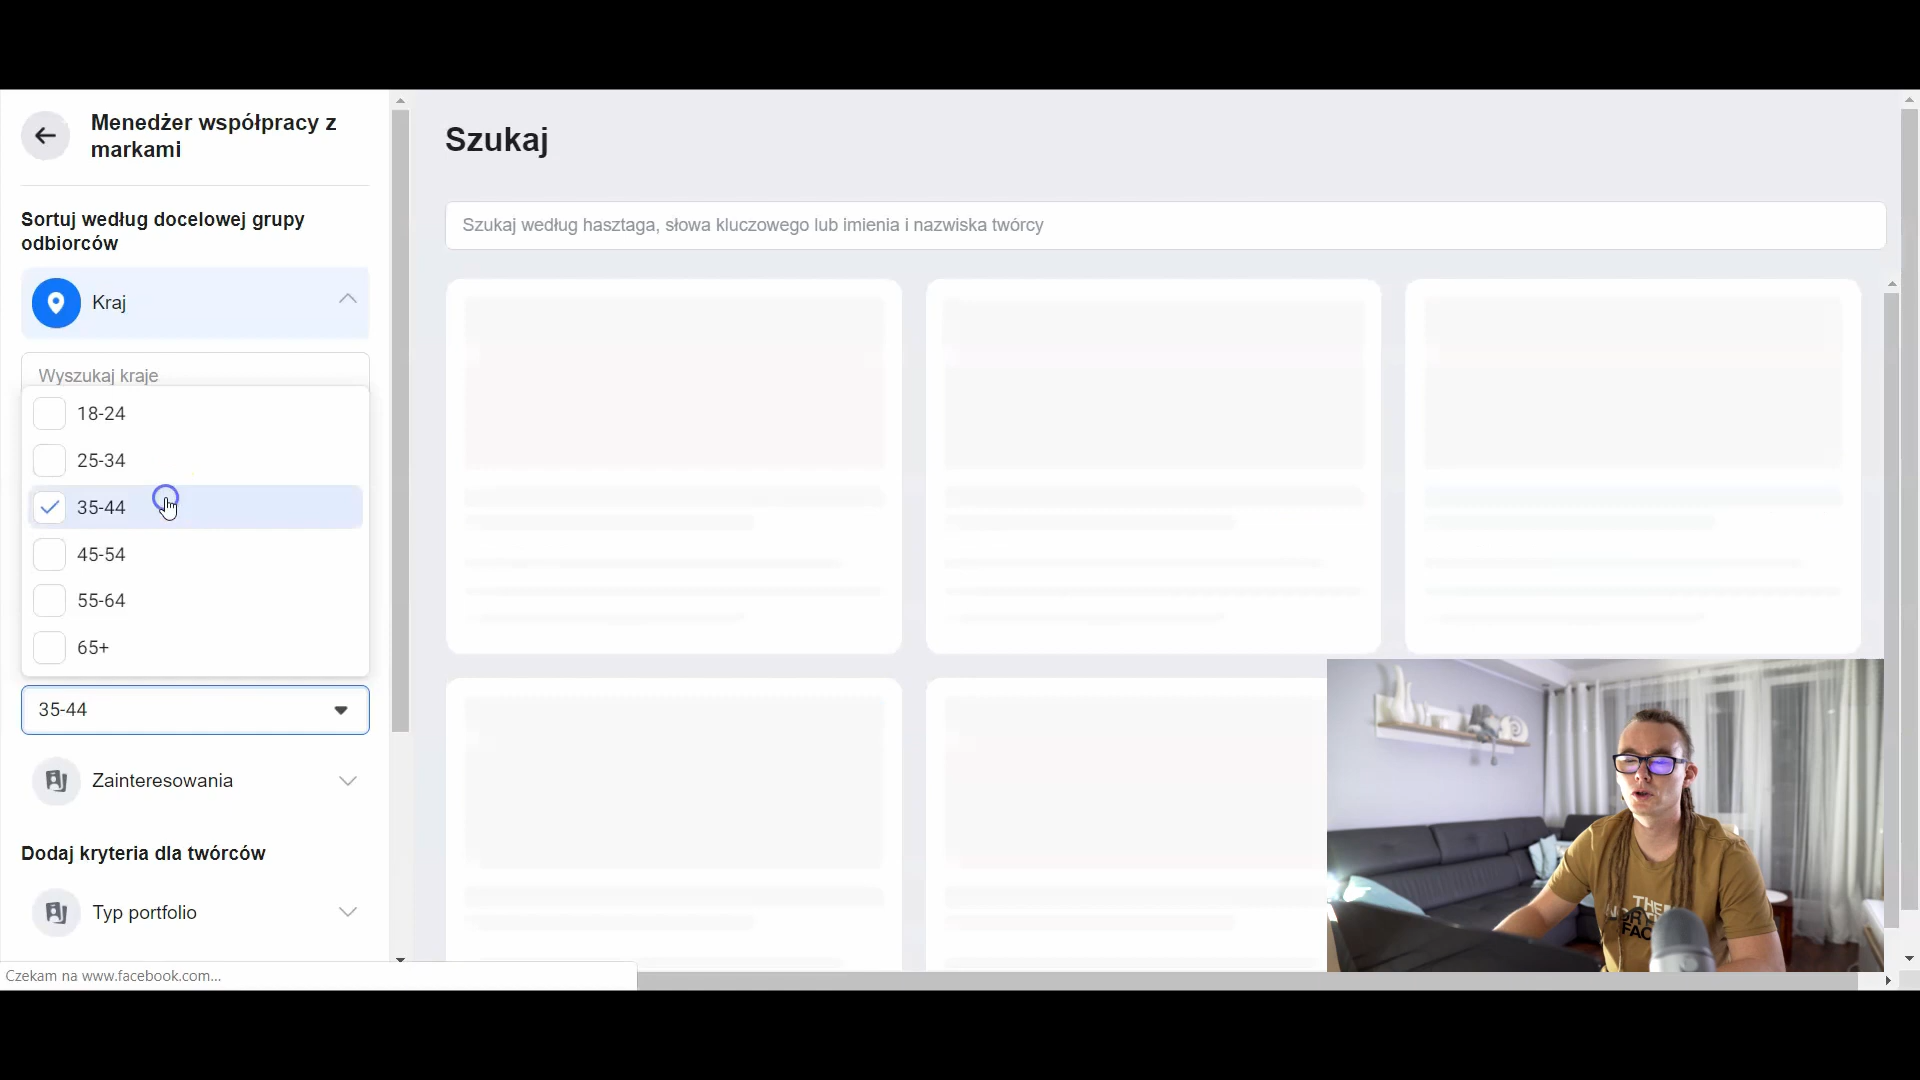 Menedżer współpracy z
markami
Sortuj według docelowej grupy
odbiorców
Kraj
Wyszukaj kraje
18-24
25-34
35-44
45-54
55-64
65+
35-44
Zainteresowania
Dodaj kryteria dla twórców
Typ portfolio
Czekam na www.facebook.com...
Szukaj
Szukaj według hasztaga, słowa kluczowego lub imienia i nazwiska twórcy
THE
FAC